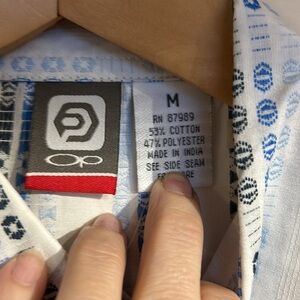 Op
M
RN 87989
53% COTTON
47% POLYESTER
MADE IN INDIA
SEE SIDE SEAM